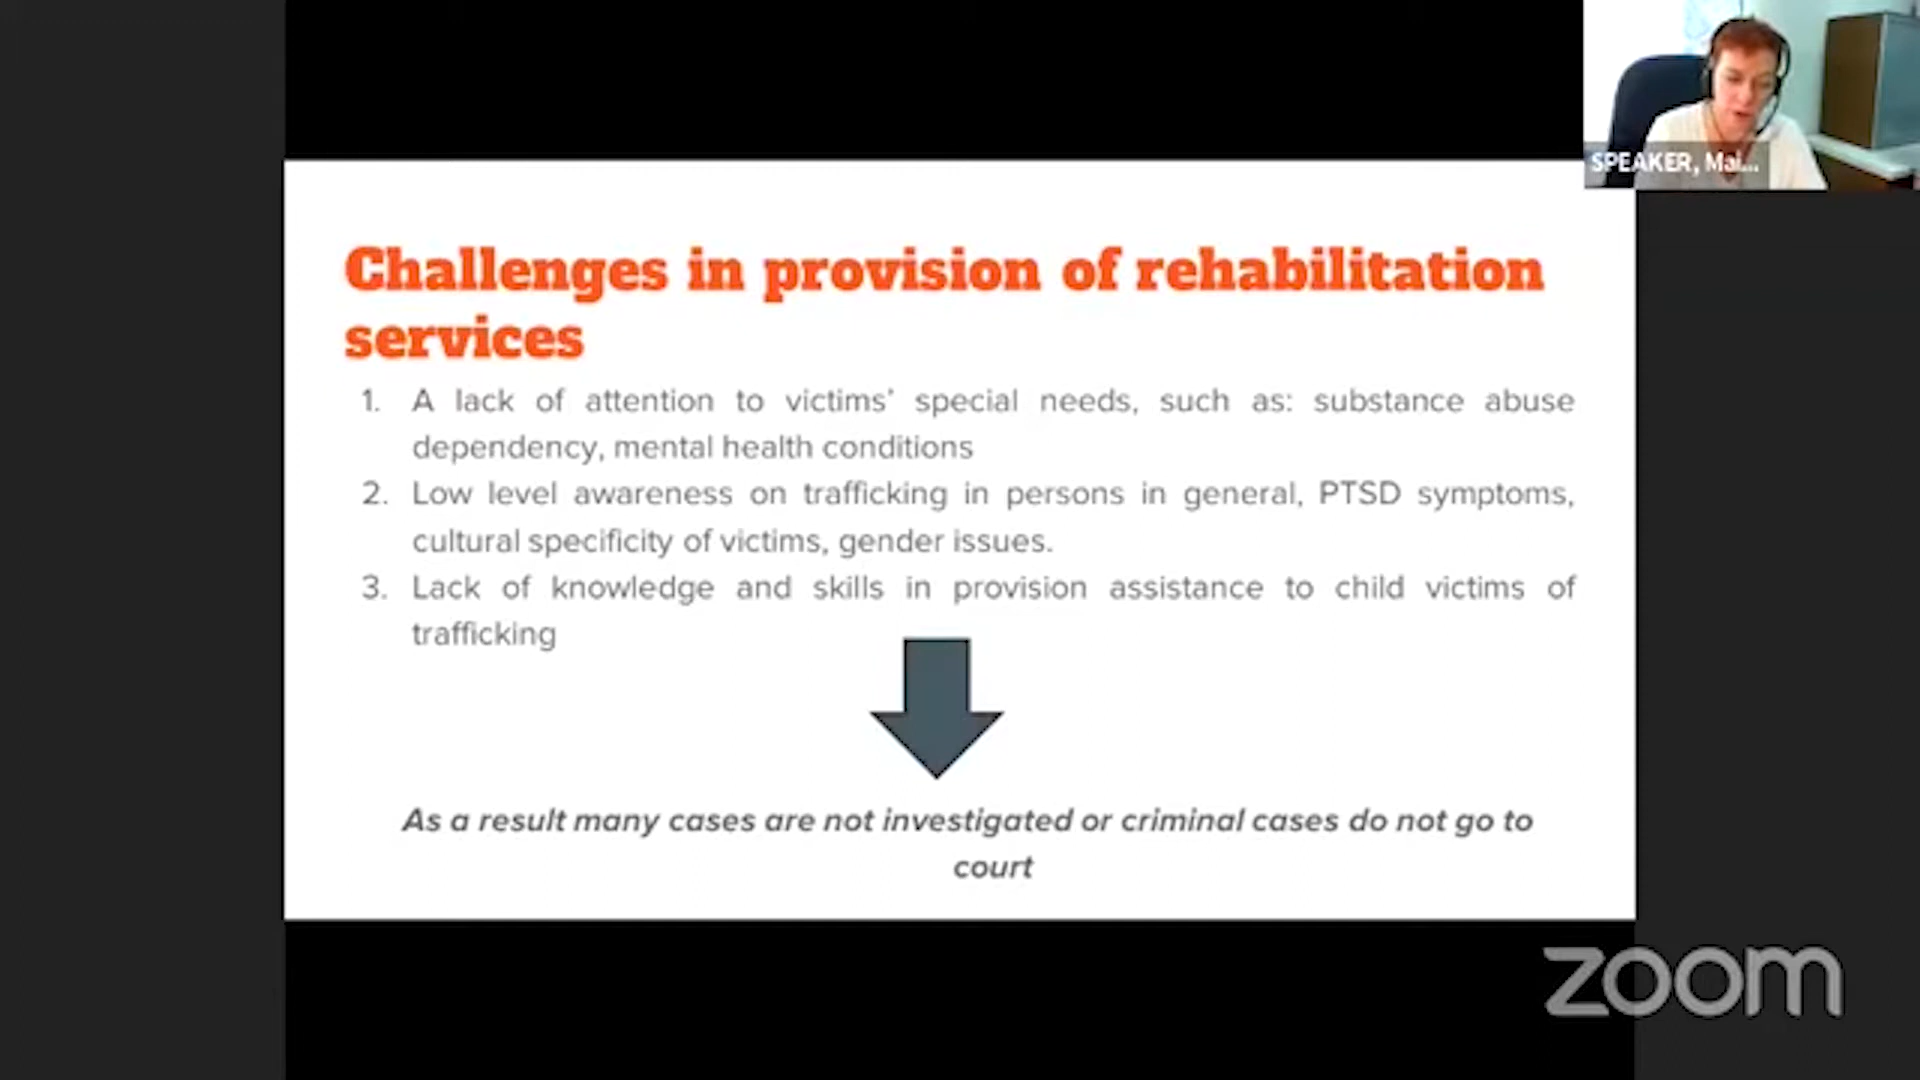 SPEAKER, Mai...
Challenges in provision of rehabilitation
services
1. A lack of attention to victims' special needs, such as: substance abuse
dependency, mental health conditions
2. Low level awareness on trafficking in persons in general, PTSD symptoms,
cultural specificity of victims, gender issues.
3. Lack of knowledge and skills in provision assistance to child victims of
trafficking
As a result many cases are not investigated or criminal cases do not go to
court
zoom